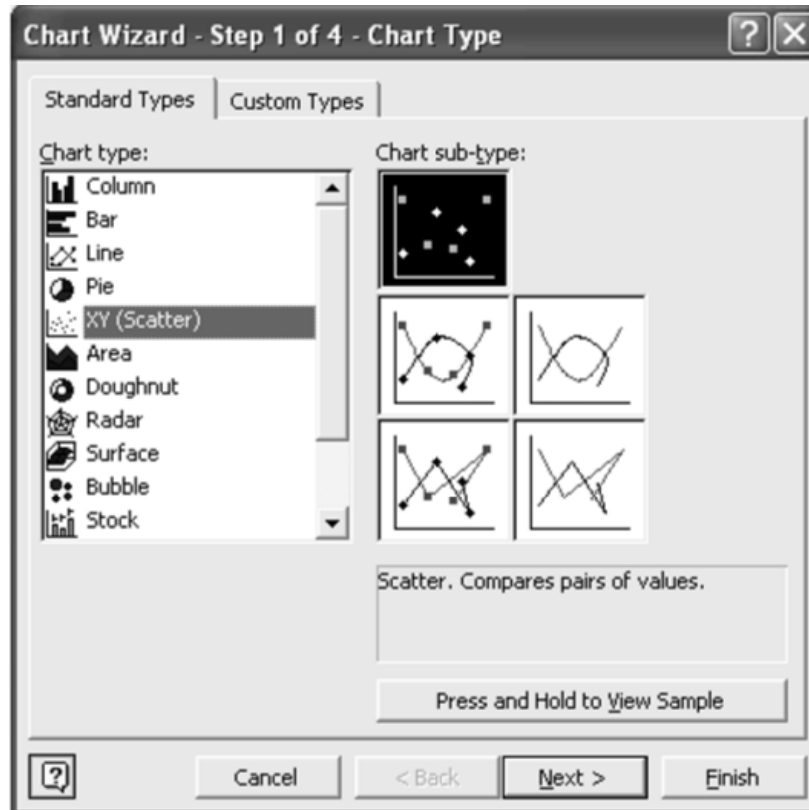 Chart Wizard - Step 1 of 4 - Chart Type
?
Standard Types
Custom Types
Chart type:
Column
Bar
Line
Pie
XY (Scatter)
Area
Doughnut
Radar
Surface
Bubble
Stock
Chart sub-type:
Scatter. Compares pairs of values.
Press and Hold to View Sample
?
Cancel
< Back
Next >
Finish